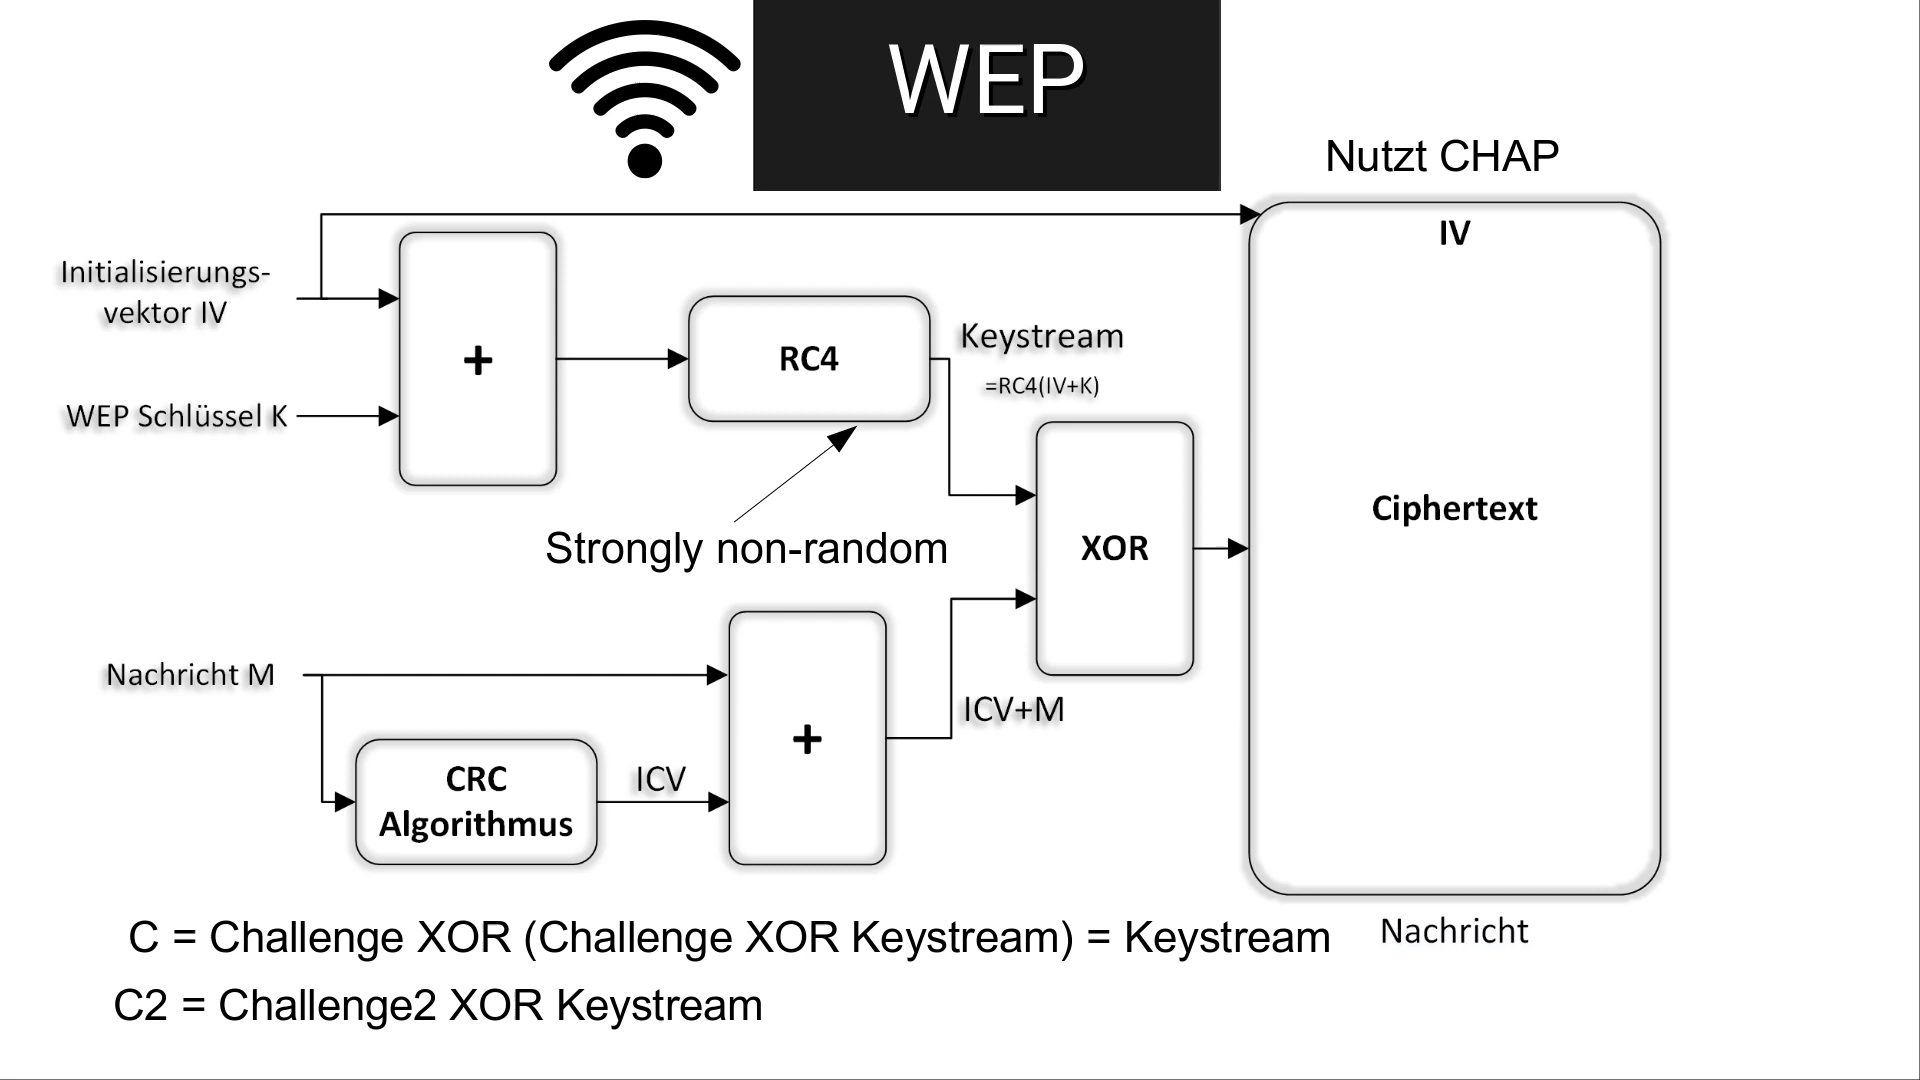 WEP
Nutzt CHAP
IV
Initialisierungs-
vektor IV
+
RC4
Keystream
=RC4(IV+K)
WEP Schlüssel K
Ciphertext
Strongly non-random
XOR
Nachricht M
ICV+M
+
CRC
Algorithmus
ICV
C = Challenge XOR (Challenge XOR Keystream) = Keystream
Nachricht
C2 = Challenge2 XOR Keystream